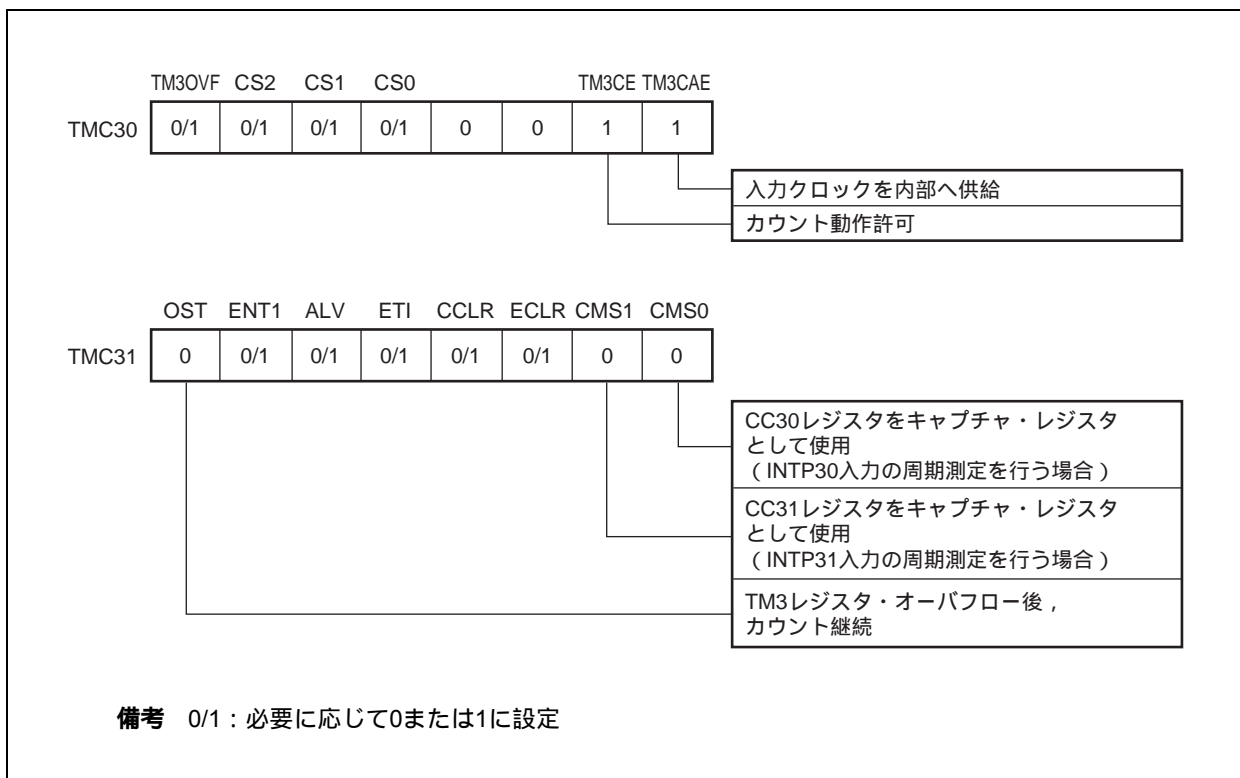 TM3OVF CS2 CS1 CS0 TM3CE TM3CAE
TMC30 0/1 0/1 0/1 0/1 0 0 1 1
入力クロックを内部へ供給
カウント動作許可
OST ENT1 ALV ETI CCLR ECLR CMS1 CMS0
TMC31 0 0/1 0/1 0/1 0/1 0/1 0 0
CC30レジスタをキャプチャ・レジスタ
として使用
（INTP30入力の周期測定を行う場合）
CC31レジスタをキャプチャ・レジスタ
として使用
（INTP31入力の周期測定を行う場合）
TM3レジスタ・オーバフロー後，
カウント継続
備考 0/1：必要に応じて0または1に設定